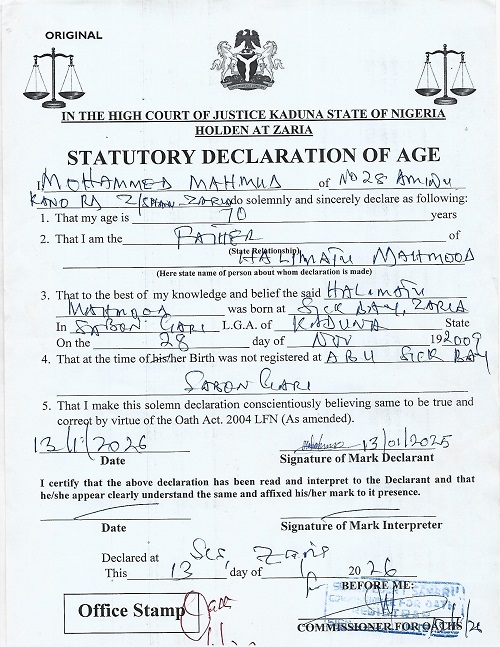 ORIGINAL
IN THE HIGH COURT OF JUSTICE KADUNA STATE OF NIGERIA
HOLDEN AT ZARIA
STATUTORY DECLARATION OF AGE
I, MOHAMMED MAHMUD of No 28 AMINU
KANO RD ZARIA do solemnly and sincerely declare as following:
1. That my age is 70 years
2. That I am the FATHER of
(State Relationship)
HALIMATU MAHMOOD
(Here state name of person about whom declaration is made)
3. That to the best of my knowledge and belief the said HALIMATU
MAHMOOD was born at SICK BAY, ZARIA
In SABON GARI L.G.A. of KADUNA State
On the 28 day of NOV 192009
4. That at the time of his/her Birth was not registered at ABU SICK BAY
SABON GARI
5. That I make this solemn declaration conscientiously believing same to be true and
correct by virtue of the Oath Act. 2004 LFN (As amended).
13/1/2026 13/01/2025
Date Signature of Mark Declarant
I certify that the above declaration has been read and interpret to the Declarant and that
he/she appear clearly understand the same and affixed his/her mark to it presence.
Date Signature of Mark Interpreter
Declared at
This 13 day of 2026
BEFORE ME:
Office Stamp
COMMISSIONER FOR OATHS